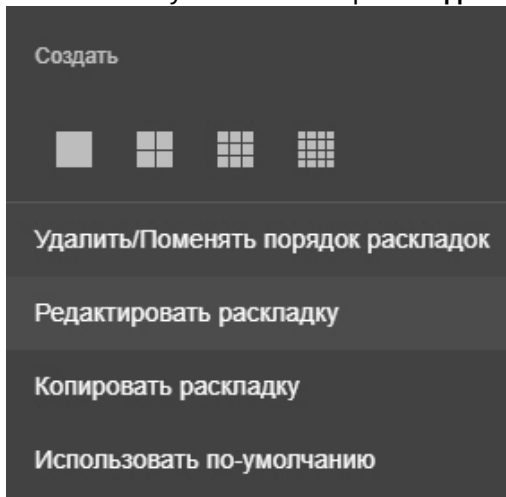 Создать
Удалить/Поменять порядок раскладок
Редактировать раскладку
Копировать раскладку
Использовать по-умолчанию